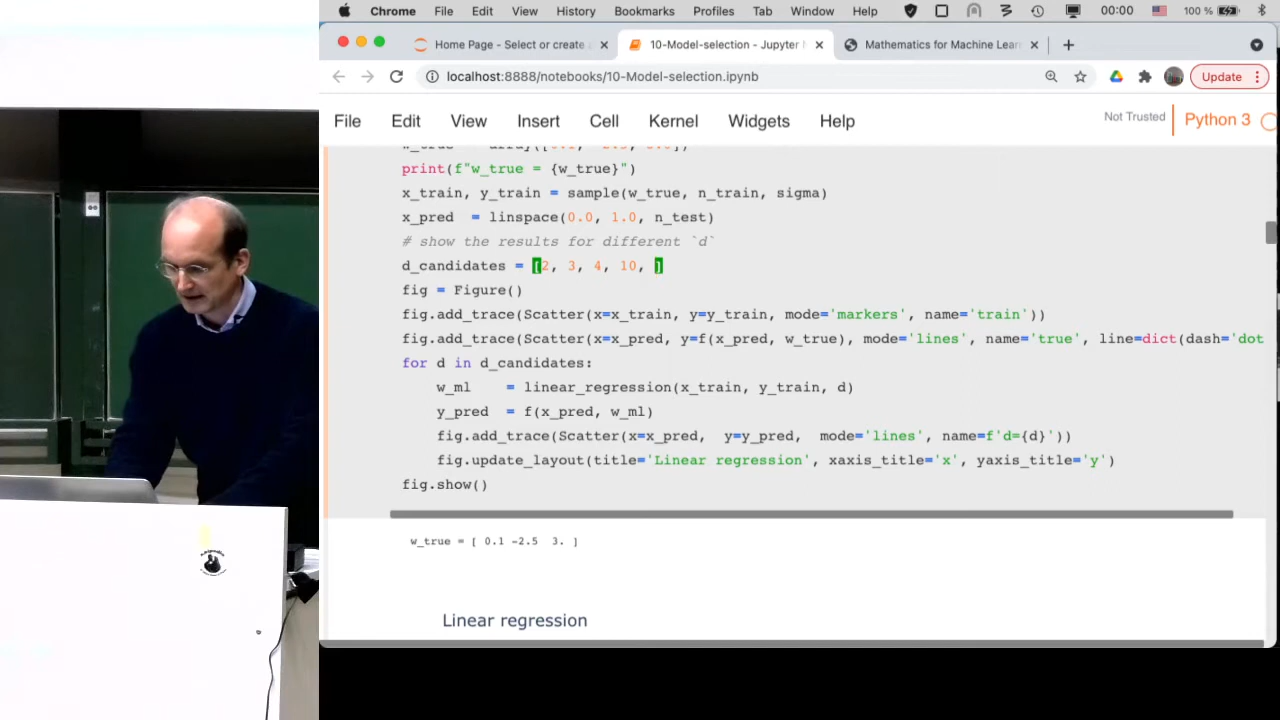 Chrome File Edit View History Bookmarks Profiles Tab Window Help 00:00 100 %
Home Page - Select or create a
10-Model-selection - Jupyter
Mathematics for Machine Lear
localhost:8888/notebooks/10-Model-selection.ipynb
Update
File Edit View Insert Cell Kernel Widgets Help
Not Trusted
Python 3
print(f"w_true = {w_true}")
x_train, y_train = sample(w_true, n_train, sigma)
x_pred = linspace(0.0, 1.0, n_test)
# show the results for different `d`
d_candidates = [2, 3, 4, 10, ]
fig = Figure()
fig.add_trace(Scatter(x=x_train, y=y_train, mode='markers', name='train'))
fig.add_trace(Scatter(x=x_pred, y=f(x_pred, w_true), mode='lines', name='true', line=dict(dash='dot
for d in d_candidates:
w_ml = linear_regression(x_train, y_train, d)
y_pred = f(x_pred, w_ml)
fig.add_trace(Scatter(x=x_pred, y=y_pred, mode='lines', name=f'd={d}'))
fig.update_layout(title='Linear regression', xaxis_title='x', yaxis_title='y')
fig.show()
w_true = [ 0.1 -2.5 3. ]
Linear regression